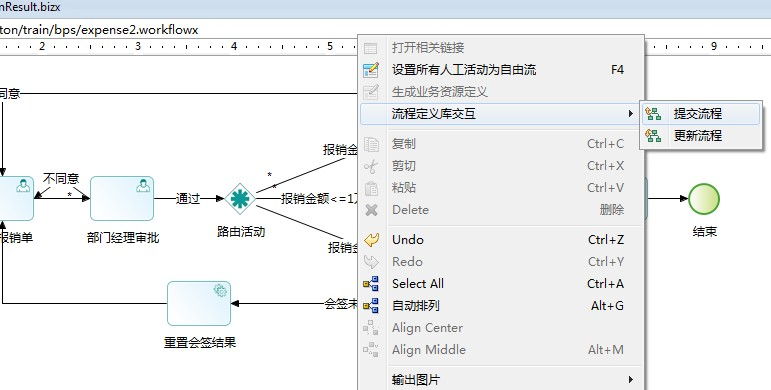 nResult.bizx
ton/train/bps/expense2.workflowx
2 3 4 5 9
打开相关链接
设置所有人工活动为自由流 F4
生成业务资源定义
流程定义库交互
提交流程
更新流程
复制 Ctrl+C
剪切 Ctrl+X
粘贴 Ctrl+V
Delete 删除
Undo Ctrl+Z
Redo Ctrl+Y
Select All Ctrl+A
自动排列 Alt+G
Align Center
Align Middle Alt+M
输出图片
同意
报销金
不同意
*
*
*
通过
报销金额<=1万
报销单
部门经理审批
路由活动
报销金
结束
会签未
重置会签结果